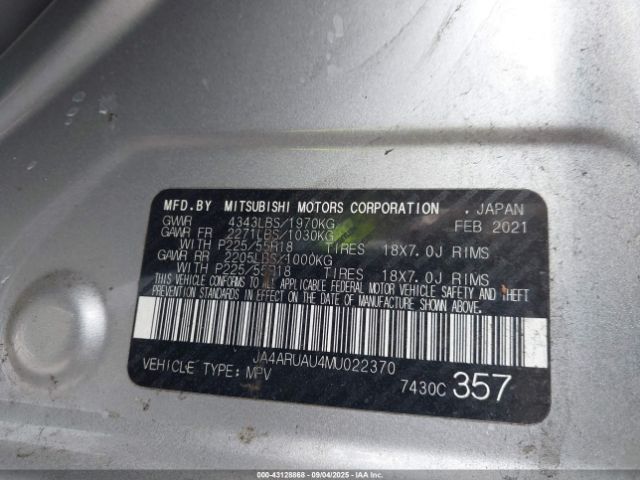 MFD.BY MITSUBISHI MOTORS CORPORATION . JAPAN
GVWR 4343LBS/1970KG FEB 2021
GAWR FR 2271LBS/1030KG
WITH P225/55R18 TIRES 18X7.0J RIMS
GAWR RR 2205LBS/1000KG
WITH P225/55R18 TIRES 18X7.0J RIMS
THIS VEHICLE CONFORMS TO ALL APPLICABLE FEDERAL MOTOR VEHICLE SAFETY AND THEFT
PREVENTION STANDARDS IN EFFECT ON THE DATE OF MANUFACTURE SHOWN ABOVE.
JA4ARUAU4MU022370
VEHICLE TYPE: MPV 7430C 357
000-43128868 - 09/04/2025 - IAA, Inc.